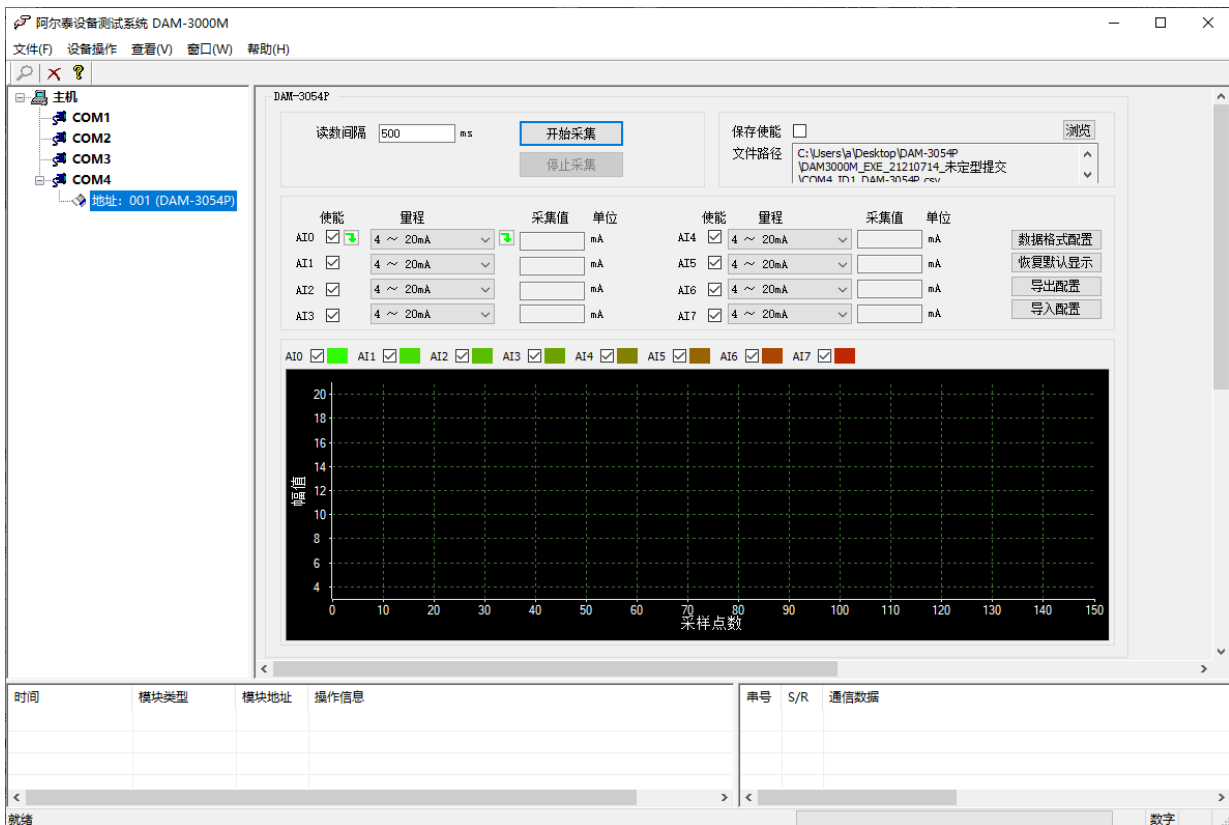 阿尔泰设备测试系统 DAM-3000M
文件(F) 设备操作 查看(V) 窗口(W) 帮助(H)
主机
COM1
COM2
COM3
COM4
地址：001 (DAM-3054P)
DAM-3054P
读数间隔 500 ms 开始采集
停止采集
保存使能 浏览
文件路径 C:\Users\a\Desktop\DAM-3054P
\DAM3000M_EXE_21210714_未定型提交
\COM4_ID1_DAM-3054P.csv
使能 量程 采集值 单位 使能 量程 采集值 单位
AI0 4 ～ 20mA mA AI4 4 ～ 20mA mA 数据格式配置
AI1 4 ～ 20mA mA AI5 4 ～ 20mA mA 恢复默认显示
AI2 4 ～ 20mA mA AI6 4 ～ 20mA mA 导出配置
AI3 4 ～ 20mA mA AI7 4 ～ 20mA mA 导入配置
AI0 AI1 AI2 AI3 AI4 AI5 AI6 AI7
20
18
16
14
12
10
8
6
4
幅值
0 10 20 30 40 50 60 70 80 90 100 110 120 130 140 150
采样点数
时间 模块类型 模块地址 操作信息 串号 S/R 通信数据
就绪 数字